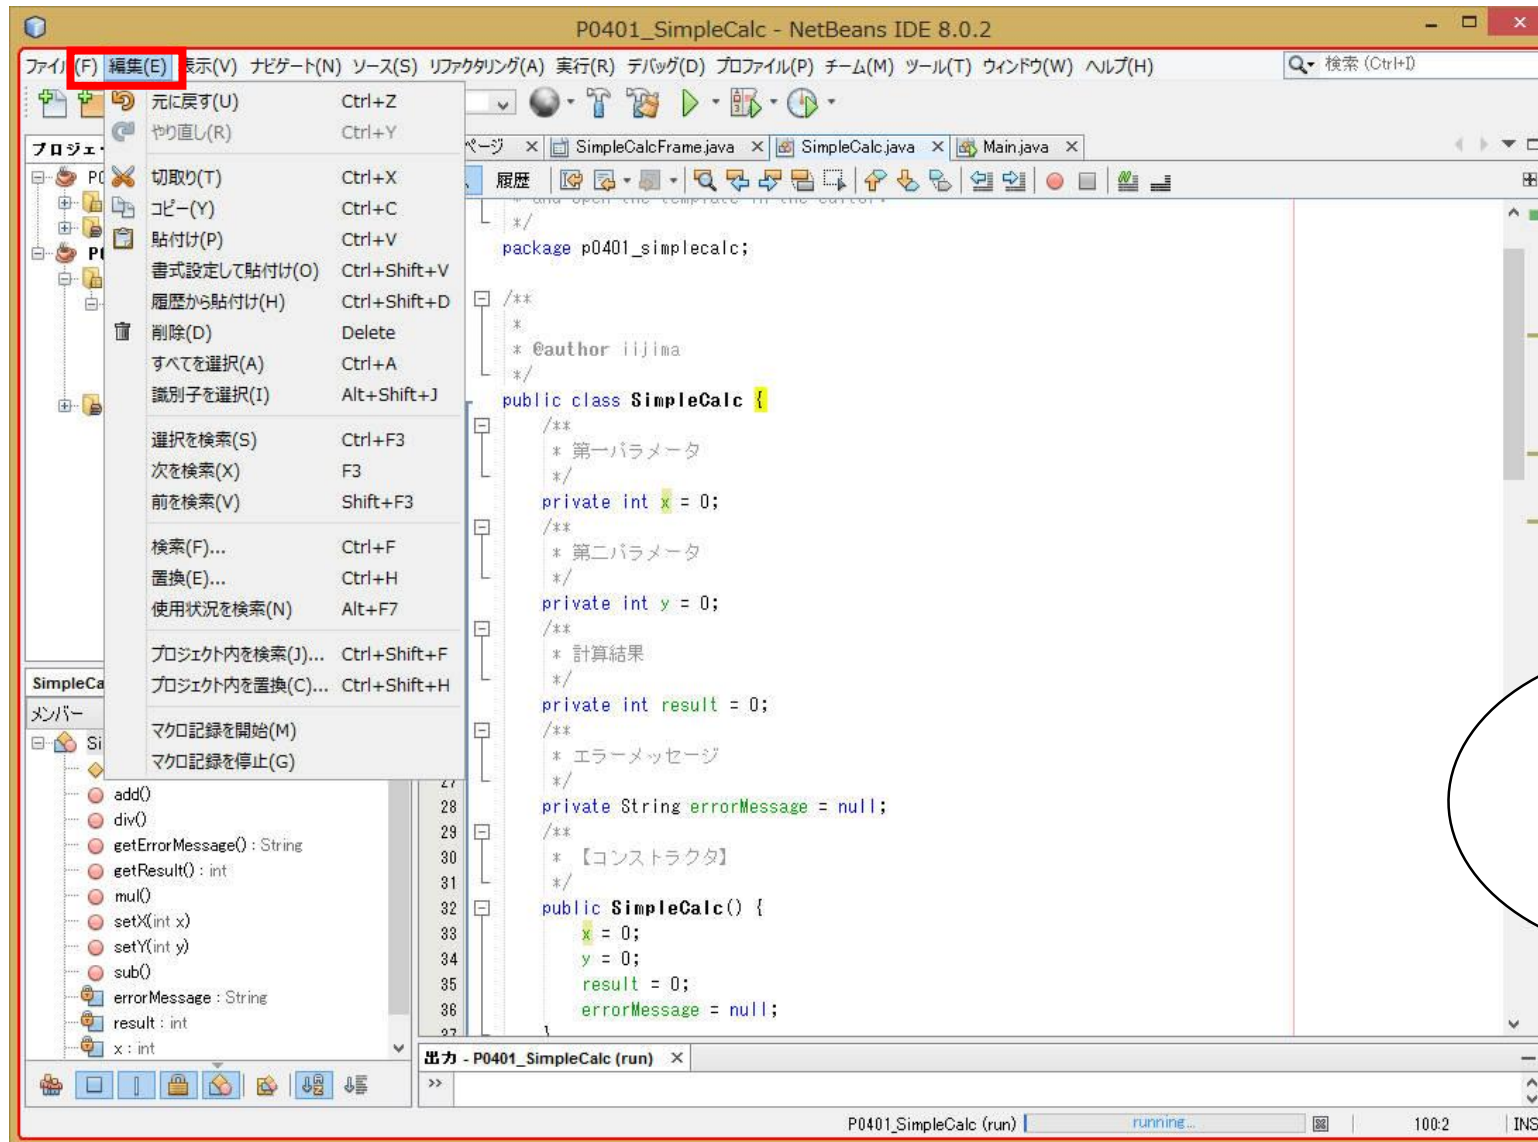 P0401_SimpleCalc - NetBeans IDE 8.0.2
(F) 編集(E) 表示(V) ナビゲート(N) ソース(S) リファクタリング(A) 実行(R) デバッグ(D) プロファイル(P) チーム(M) ツール(T) ウィンドウ(W) ヘルプ(H) 検索 (Ctrl+I)
元に戻す(U) Ctrl+Z
やり直し(R) Ctrl+Y
切取り(T) Ctrl+X
コピー(Y) Ctrl+C
貼付け(P) Ctrl+V
書式設定して貼付け(O) Ctrl+Shift+V
履歴から貼付け(H) Ctrl+Shift+D
削除(D) Delete
すべてを選択(A) Ctrl+A
識別子を選択(I) Alt+Shift+J
選択を検索(S) Ctrl+F3
次を検索(X) F3
前を検索(V) Shift+F3
検索(F)... Ctrl+F
置換(E)... Ctrl+H
使用状況を検索(N) Alt+F7
プロジェクト内を検索(J)... Ctrl+Shift+F
プロジェクト内を置換(C)... Ctrl+Shift+H
マクロ記録を開始(M)
マクロ記録を停止(G)
ページ SimpleCalcFrame.java SimpleCalc.java Main.java
履歴
* and open the template in the editor.
*/
package p0401_simplecalc;
/**
*
* @author iijima
*/
public class SimpleCalc {
/**
* 第一パラメータ
*/
private int x = 0;
/**
* 第二パラメータ
*/
private int y = 0;
/**
* 計算結果
*/
private int result = 0;
/**
* エラーメッセージ
27 */
28 private String errorMessage = null;
29 /**
30 * 【コンストラクタ】
31 */
32 public SimpleCalc() {
33 x = 0;
34 y = 0;
35 result = 0;
36 errorMessage = null;
37 }
SimpleCa
メンバー
Si
add()
div()
getErrorMessage() : String
getResult() : int
mul()
setX(int x)
setY(int y)
sub()
errorMessage : String
result : int
x : int
出力 - P0401_SimpleCalc (run)
P0401_SimpleCalc (run) running... 100:2 INS